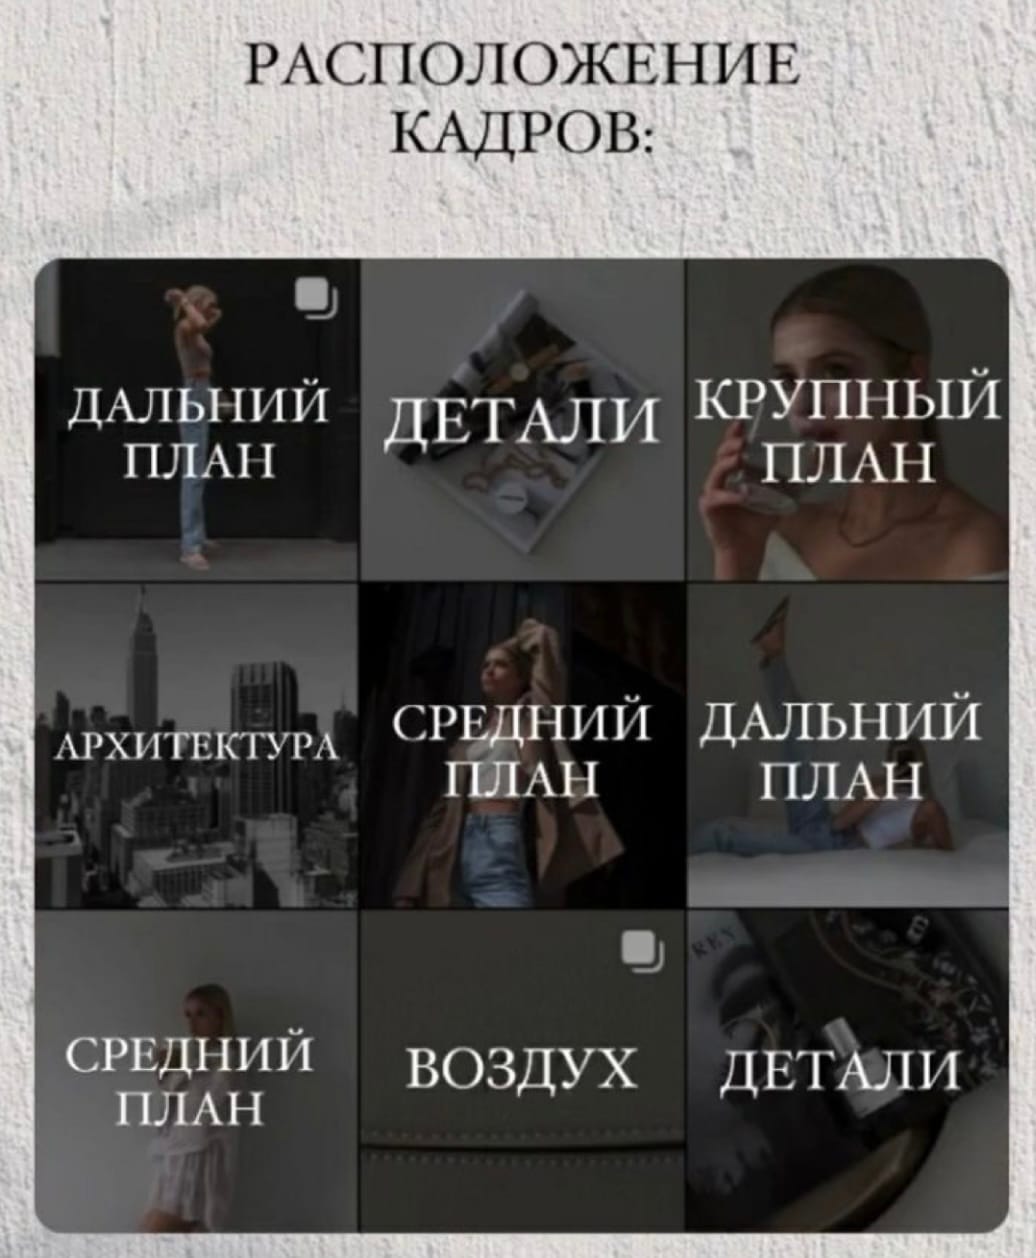 РАСПОЛОЖЕНИЕ
КАДРОВ:
ДАЛЬНИЙ
ПЛАН
ДЕТАЛИ
КРУПНЫЙ
ПЛАН
АРХИТЕКТУРА
СРЕДНИЙ
ПЛАН
ДАЛЬНИЙ
ПЛАН
СРЕДНИЙ
ПЛАН
ВОЗДУХ
ДЕТАЛИ